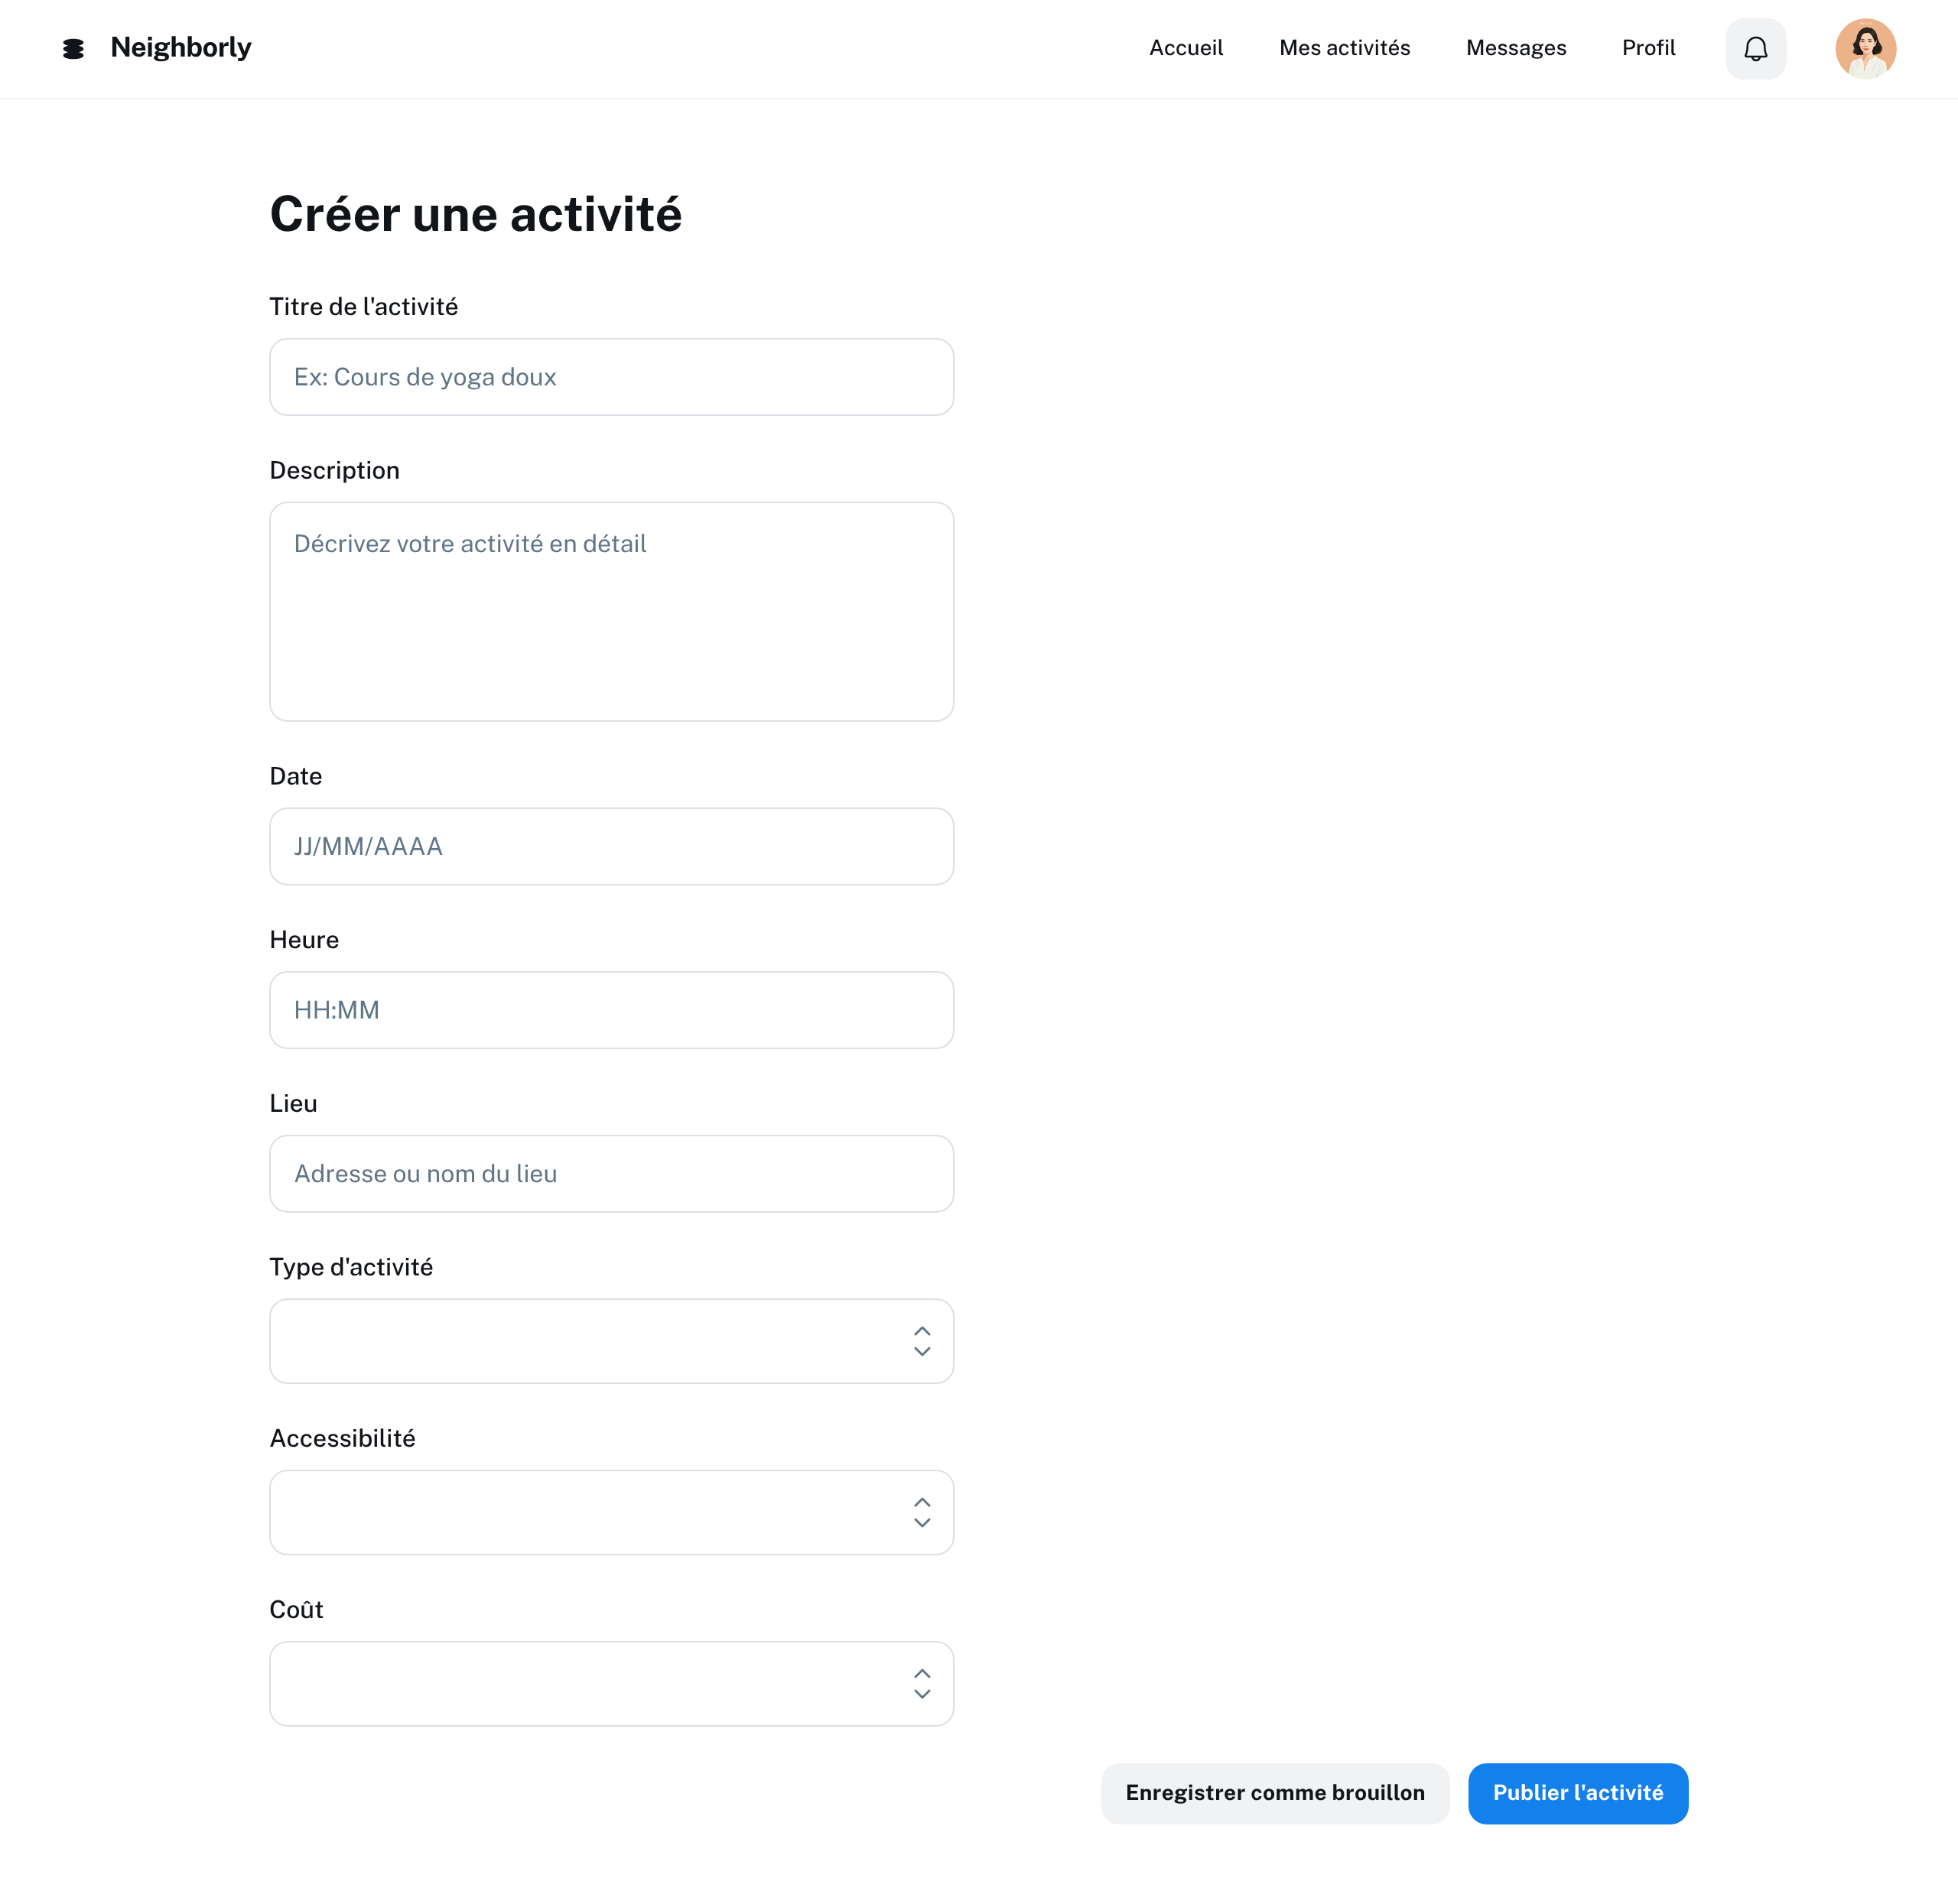 Neighborly
Accueil
Mes activités
Messages
Profil
Créer une activité
Titre de l'activité
Ex: Cours de yoga doux
Description
Décrivez votre activité en détail
Date
JJ/MM/AAAA
Heure
HH:MM
Lieu
Adresse ou nom du lieu
Type d'activité
Accessibilité
Coût
Enregistrer comme brouillon
Publier l'activité